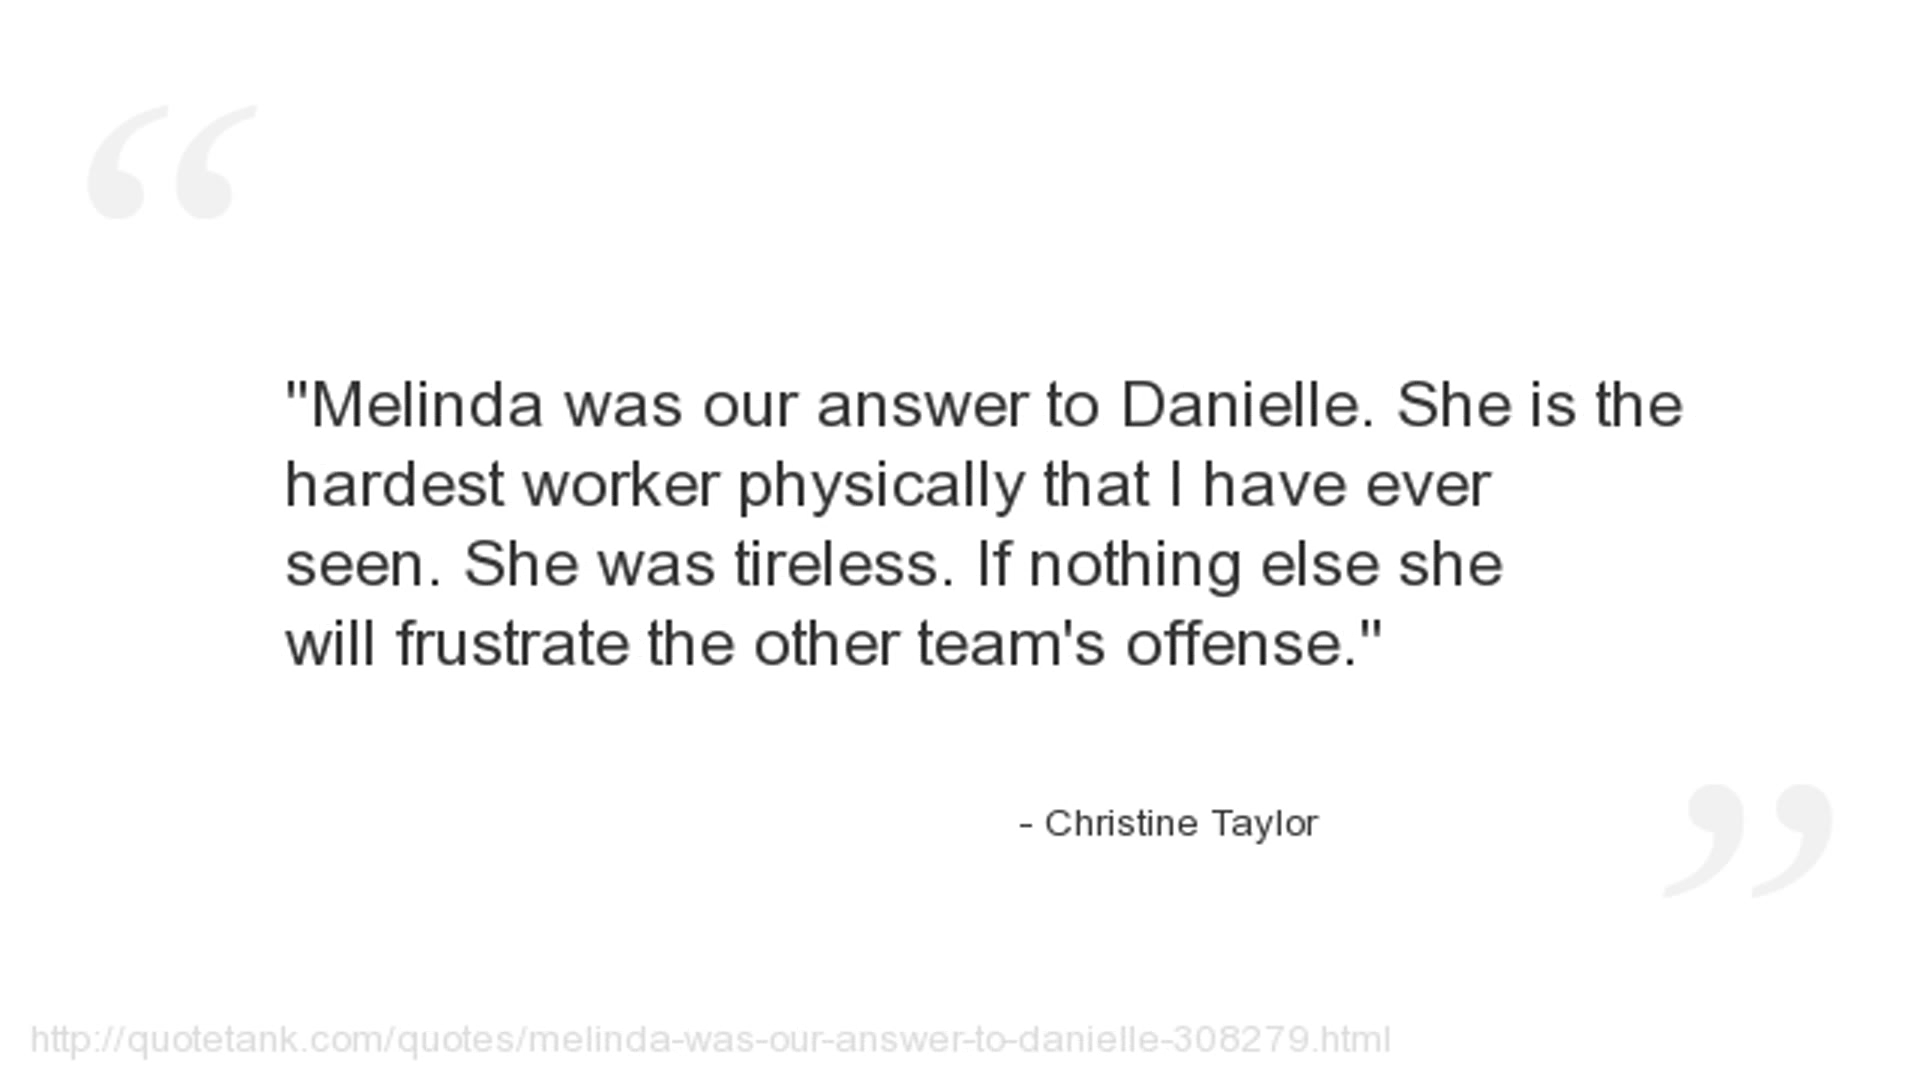 "Melinda was our answer to Danielle. She is the
hardest worker physically that I have ever
seen. She was tireless. If nothing else she
will frustrate the other team's offense."
- Christine Taylor
http://quotetank.com/quotes/melinda-was-our-answer-to-danielle-308279.html